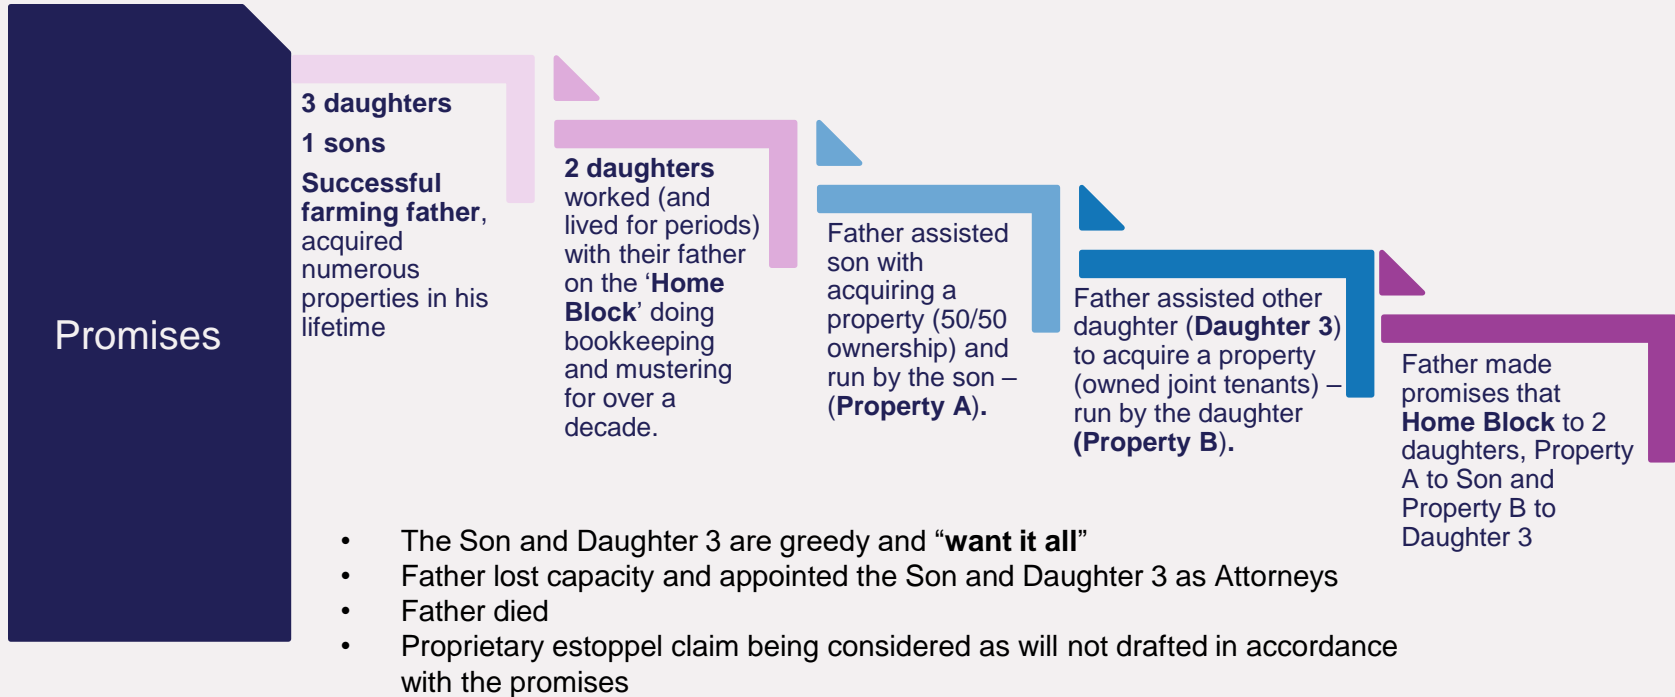 Promises
3 daughters
1 sons
Successful
farming father,
acquired
numerous
properties in his
lifetime
2 daughters
worked (and
lived for periods)
with their father
on the ‘Home
Block’ doing
bookkeeping
and mustering
for over a
decade.
Father assisted
son with
acquiring a
property (50/50
ownership) and
run by the son –
(Property A).
Father assisted other
daughter (Daughter 3)
to acquire a property
(owned joint tenants) –
run by the daughter
(Property B).
Father made
promises that
Home Block to 2
daughters, Property
A to Son and
Property B to
Daughter 3
• The Son and Daughter 3 are greedy and “want it all”
• Father lost capacity and appointed the Son and Daughter 3 as Attorneys
• Father died
• Proprietary estoppel claim being considered as will not drafted in accordance
with the promises